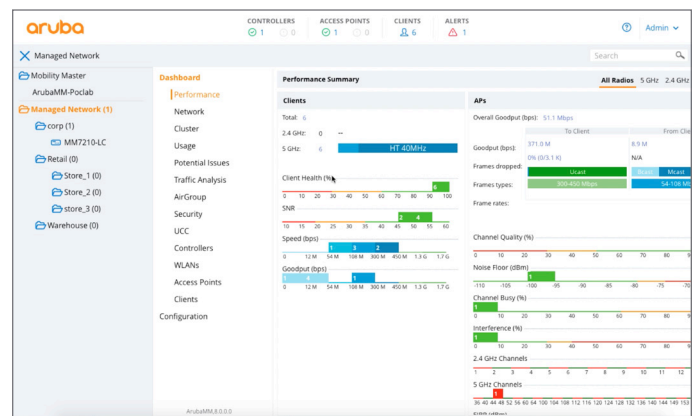 aruba
CONTROLLERS ACCESS POINTS CLIENTS ALERTS
1 0 1 0 6 1
Admin
Managed Network
Search
Mobility Master
ArubaMM-Poclab
Managed Network (1)
corp (1)
MM7210-LC
Retail (0)
Store_1 (0)
Store_2 (0)
store_3 (0)
Warehouse (0)
Dashboard
Performance
Network
Cluster
Usage
Potential Issues
Traffic Analysis
AirGroup
Security
UCC
Controllers
WLANs
Access Points
Clients
Configuration
ArubaMM,8.0.0.0
Performance Summary
All Radios 5 GHz 2.4 GHz
Clients
Total: 6
2.4 GHz: 0 --
5 GHz: 6 HT 40MHz
Client Health (%)
6
0 10 20 30 40 50 60 70 80 90 100
SNR
2 4
10 15 20 25 30 35 40 45 50 55 60
Speed (bps)
1 3 2
0 12 M 54 M 108 M 300 M 450 M 1.3 G 1.7 G
Goodput (bps)
1
0 12 M 54 M 108 M 300 M 450 M 1.3 G 1.7 G
APs
Overall Goodput (bps): 51.1 Mbps
To Client From Clie
Goodput (bps): 371.0 M 8.9 M
Frames dropped: 0% (0/3.1 K) N/A
Frames types: Ucast Bcast Mcast
Frame rates: 300-450 Mbps 54-108 Mb
Channel Quality (%)
0 10 20 30 40 50 60 70 80 9
Noise Floor (dBm)
1
-110 -105 -100 -95 -90 -85 -80 -75 -70
Channel Busy (%)
1
0 10 20 30 40 50 60 70 80 9
Interference (%)
1
0 10 20 30 40 50 60 70 80 9
2.4 GHz Channels
1 2 3 4 5 6 7 8 9 10 11 12
5 GHz Channels
1
36 40 44 48 52 56 60 64 100 104 108 112 116 120 124 128 132 136 140 144 149 153
EIRP (dBm)